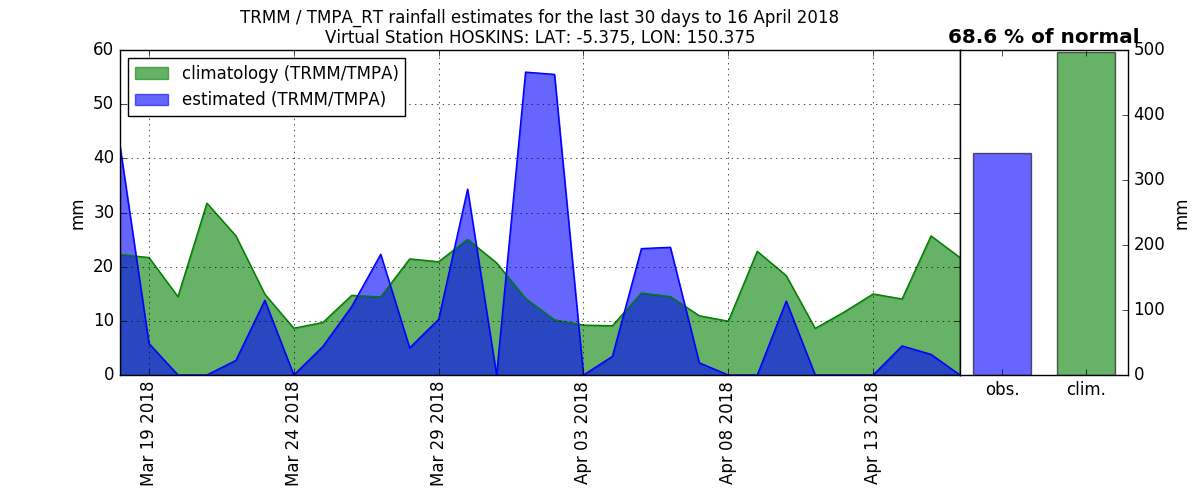 TRMM / TMPA_RT rainfall estimates for the last 30 days to 16 April 2018
Virtual Station HOSKINS: LAT: -5.375, LON: 150.375
68.6 % of normal
climatology (TRMM/TMPA)
estimated (TRMM/TMPA)
60
50
40
30
20
10
0
mm
Mar 19 2018
Mar 24 2018
Mar 29 2018
Apr 03 2018
Apr 08 2018
Apr 13 2018
obs.
clim.
500
400
300
200
100
0
mm